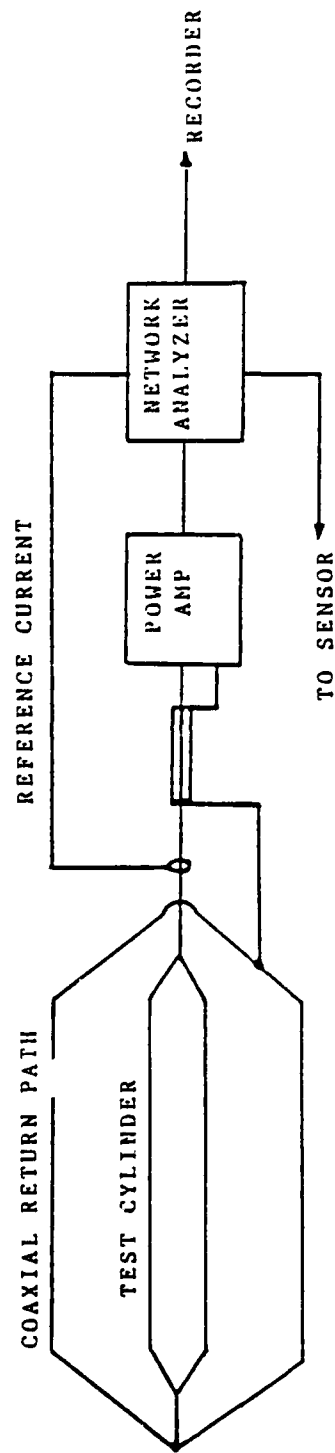 COAXIAL RETURN PATH
TEST CYLINDER
REFERENCE CURRENT
POWER
AMP
NETWORK
ANALYZER
TO SENSOR
RECORDER